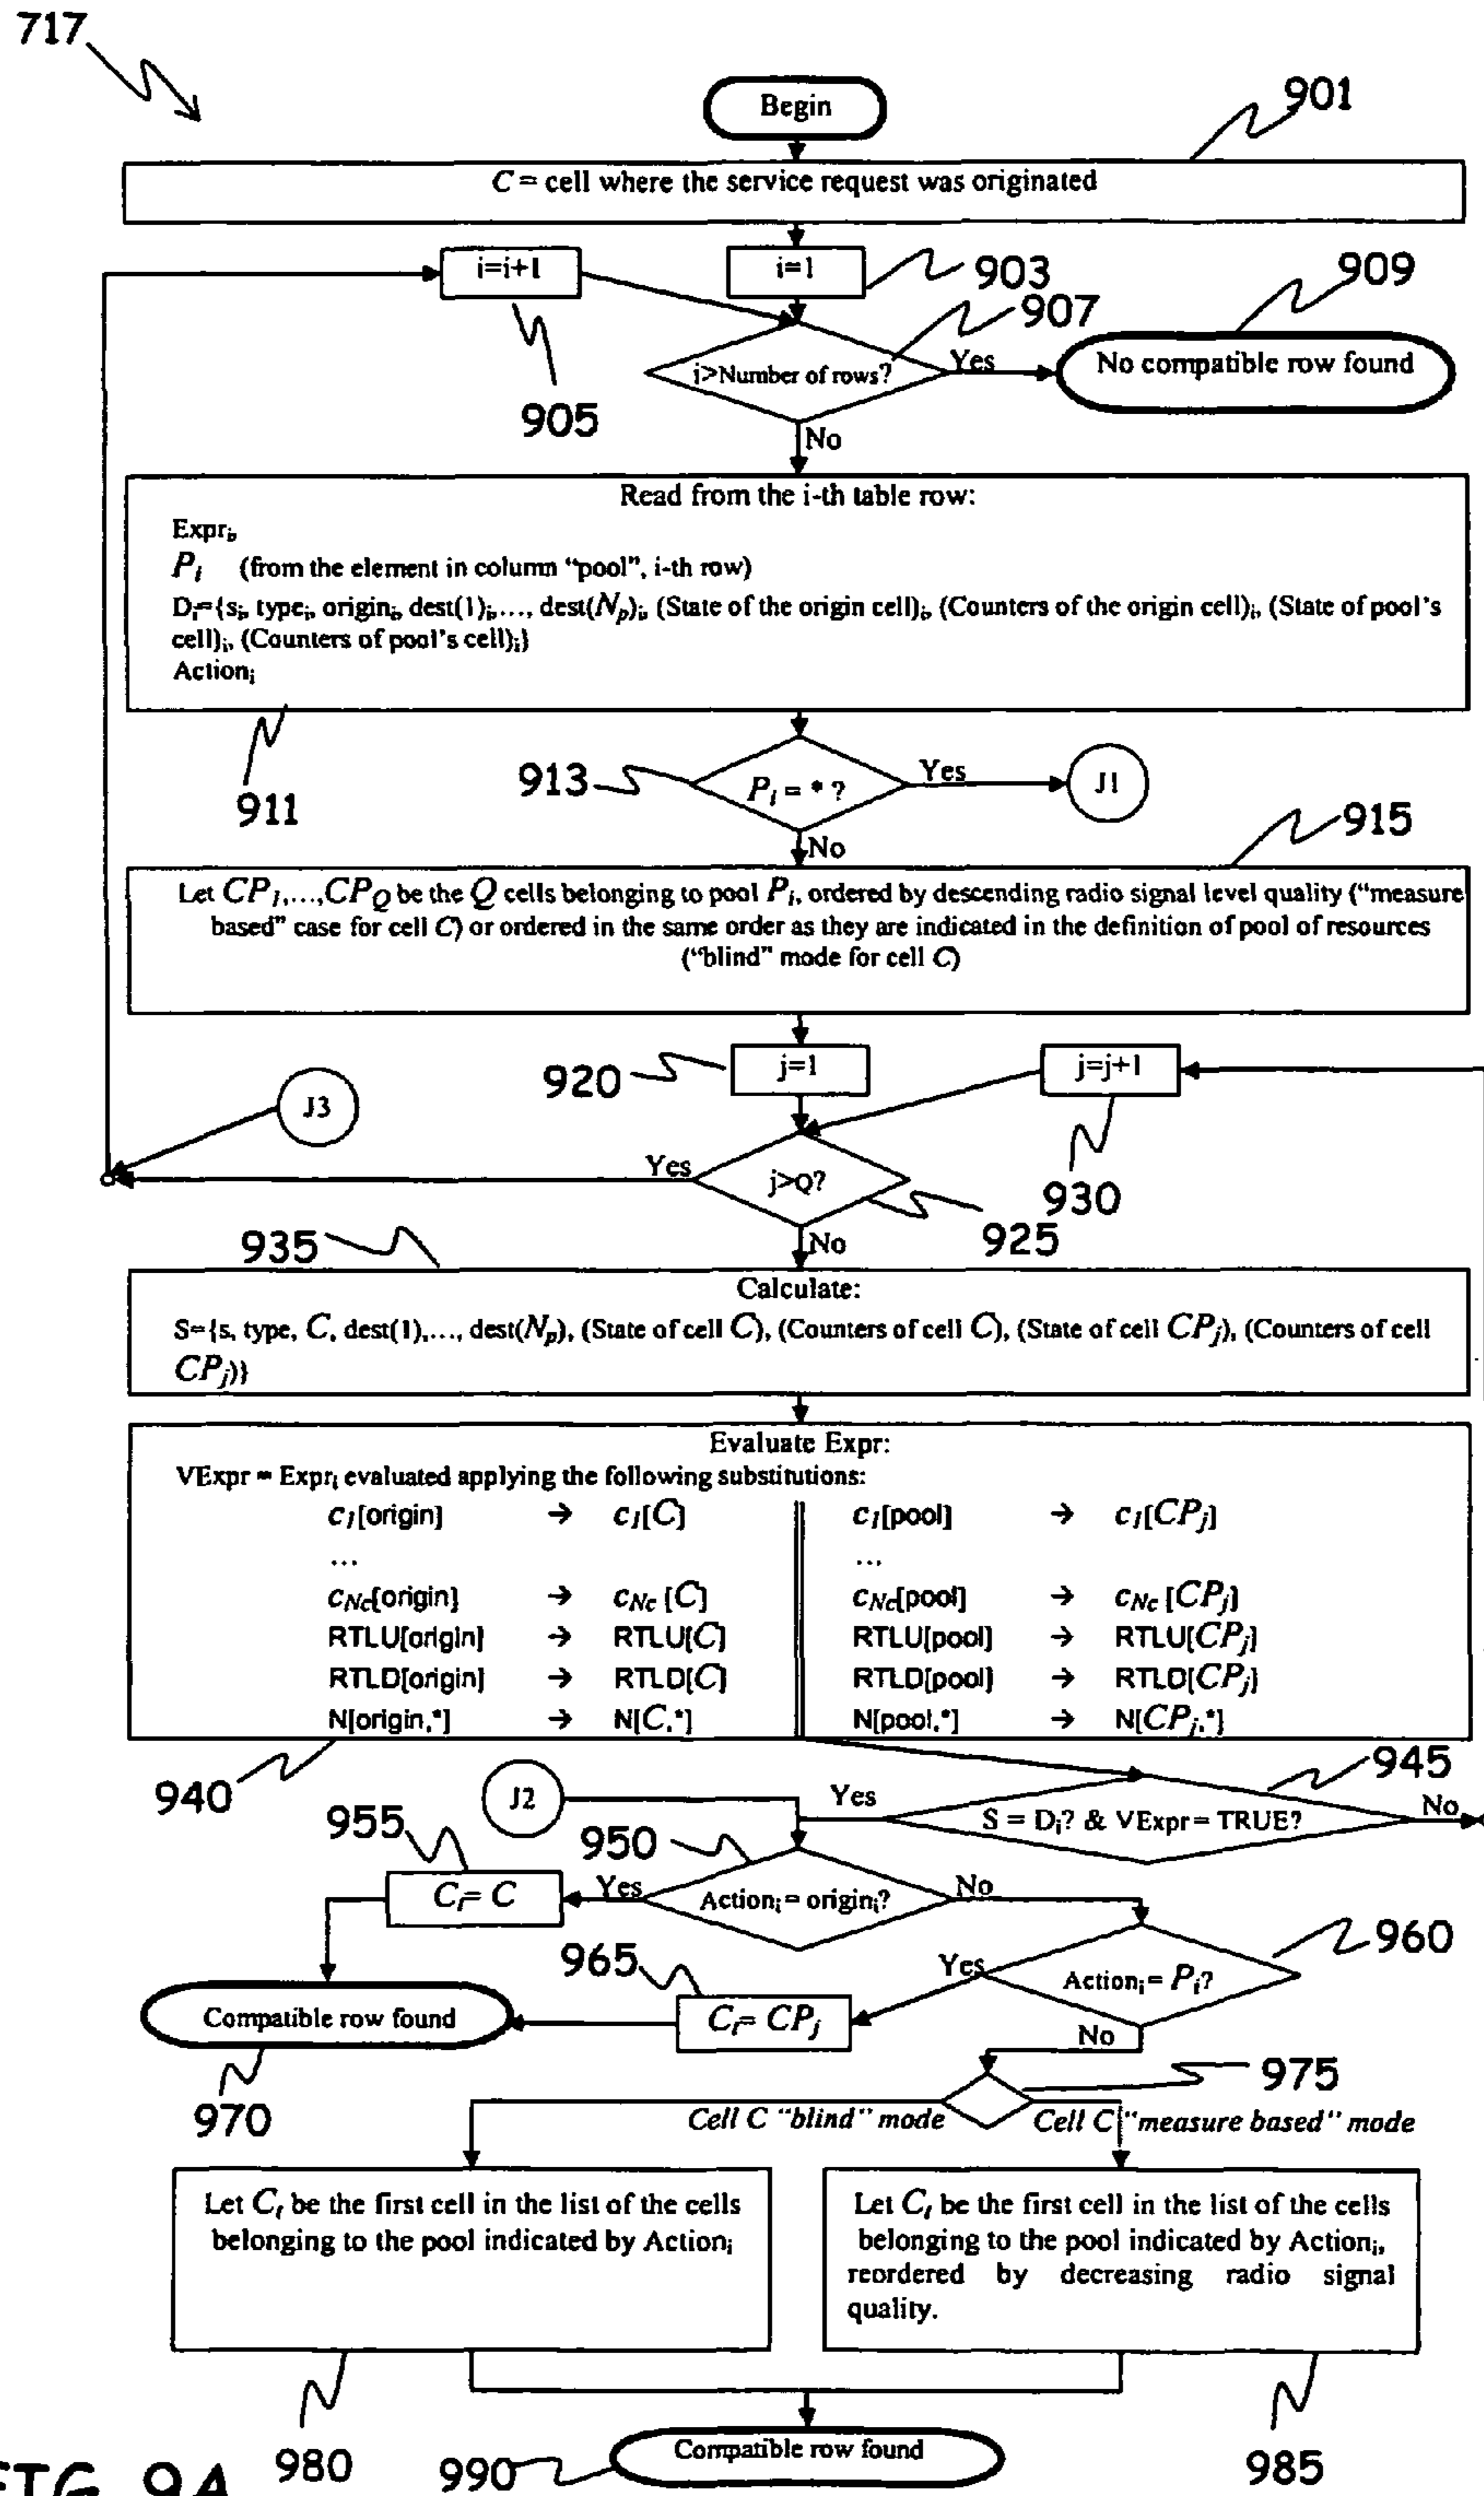 717
Begin
901
C = cell where the service request was originated
i=i+1
i=1
903
909
907
i>Number of rows?
Yes
No compatible row found
905
No
Read from the i-th table row:
Expri,
Pi (from the element in column “pool”, i-th row)
Di={si, typei, origini, dest(1)i,..., dest(Np)i, (State of the origin cell)i, (Counters of the origin cell)i, (State of pool's
cell)i, (Counters of pool's cell)i}
Actioni
911
913
Pi = * ?
Yes
J1
915
No
Let CP1,...,CPQ be the Q cells belonging to pool Pi, ordered by descending radio signal level quality (“measure
based” case for cell C) or ordered in the same order as they are indicated in the definition of pool of resources
(“blind” mode for cell C)
920
j=1
j=j+1
J3
930
Yes
j>Q?
925
935
No
Calculate:
S={s, type, C, dest(1),..., dest(Np), (State of cell C), (Counters of cell C), (State of cell CPj), (Counters of cell
CPj)}
Evaluate Expr:
VExpr = Expri evaluated applying the following substitutions:
c1[origin] → c1[C] c1[pool] → c1[CPj]
... ...
cNc[origin] → cNc [C] cNc[pool] → cNc [CPj]
RTLU[origin] → RTLU[C] RTLU[pool] → RTLU[CPj]
RTLD[origin] → RTLD[C] RTLD[pool] → RTLD[CPj]
N[origin,*] → N[C,*] N[pool,*] → N[CPj,*]
940
J2
Yes
945
S = Di? & VExpr= TRUE?
No
955
950
Cr= C
Yes
Actioni = origini?
No
960
965
Yes
Actioni = Pi?
Compatible row found
Cr= CPj
No
970
975
Cell C “blind” mode
Cell C “measure based” mode
Let Cr be the first cell in the list of the cells
belonging to the pool indicated by Actioni
Let Cr be the first cell in the list of the cells
belonging to the pool indicated by Actioni,
reordered by decreasing radio signal
quality.
980
985
990
Compatible row found
FIG. 9A